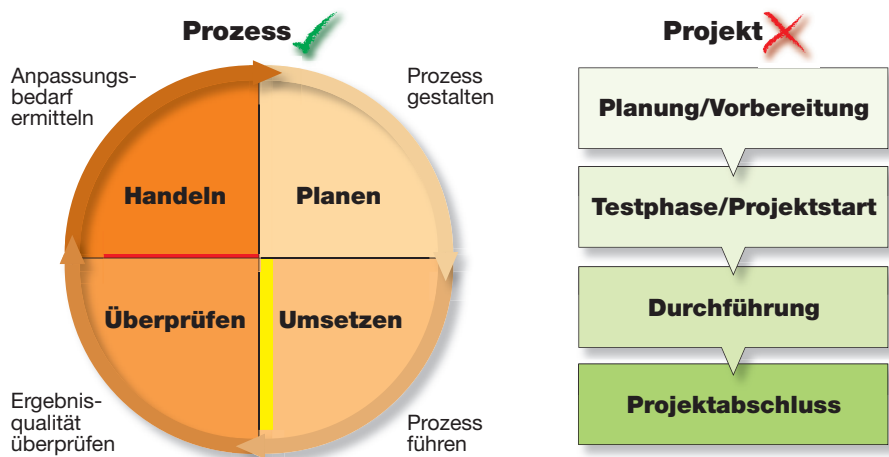 Prozess
Anpassungs-
bedarf
ermitteln
Prozess
gestalten
Handeln
Planen
Überprüfen
Umsetzen
Ergebnis-
qualität
überprüfen
Prozess
führen
Projekt
Planung/Vorbereitung
Testphase/Projektstart
Durchführung
Projektabschluss